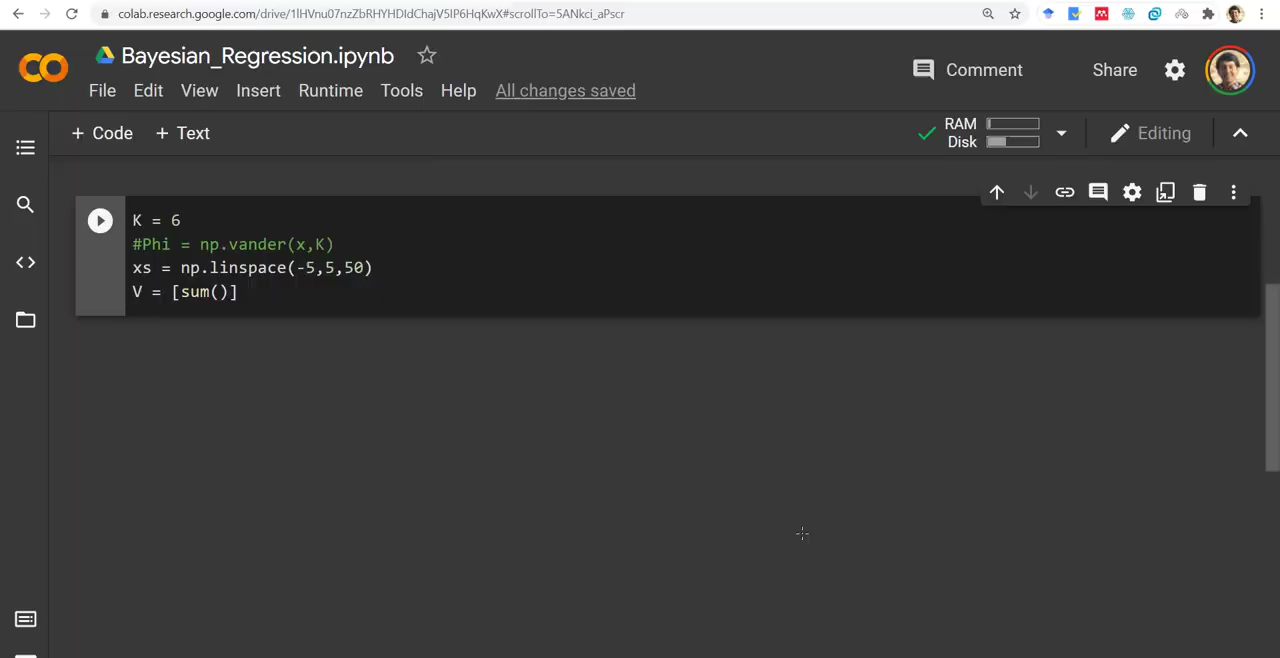 colab.research.google.com/drive/1lHVnu07nzZbRHYHDIdChajV5IP6HqKwX#scrollTo=5ANkci_aPscr
Bayesian_Regression.ipynb
Comment
Share
File Edit View Insert Runtime Tools Help All changes saved
+ Code + Text
RAM
Disk
Editing
K = 6
#Phi = np.vander(x,K)
xs = np.linspace(-5,5,50)
V = [sum()]